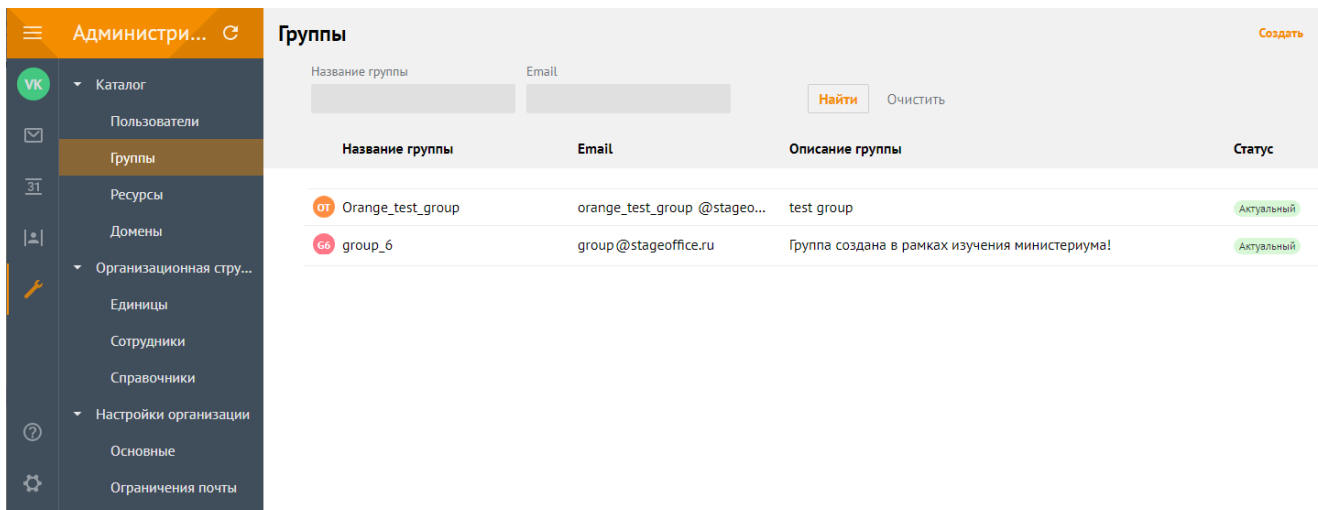 Администри...
Группы
Создать
VK
Каталог
Пользователи
Группы
Ресурсы
Домены
Организационная стру...
Единицы
Сотрудники
Справочники
Настройки организации
Основные
Ограничения почты
31
Название группы Email
Найти Очистить
Название группы Email Описание группы Статус
OT Orange_test_group orange_test_group @stageo... test group Актуальный
G6 group_6 group@stageoffice.ru Группа создана в рамках изучения министериума! Актуальный